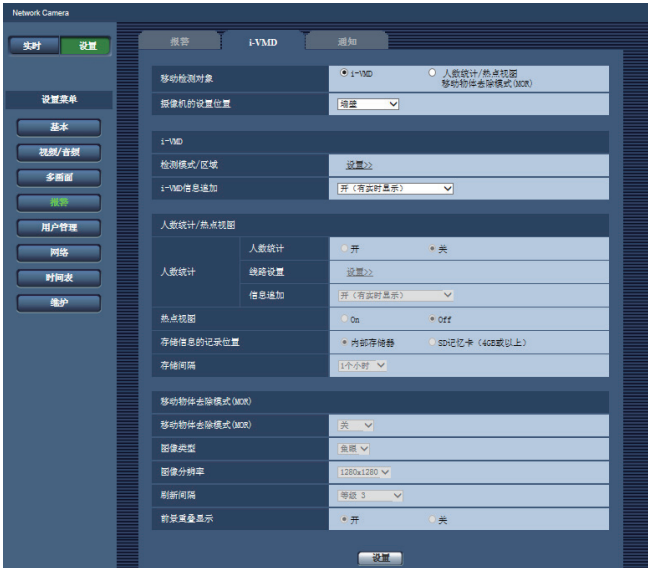 Network Camera
实时 设置
报警 i-VMD 通知
设置菜单
基本
视频/音频
多画面
报警
用户管理
网络
时间表
维护
移动检测对象 i-VMD 人数统计/热点视图
移动物体去除模式(MOR)
摄像机的设置位置 墙壁
i-VMD
检测模式/区域 设置>>
i-VMD信息追加 开（有实时显示）
人数统计/热点视图
人数统计 人数统计 开 关
线路设置 设置>>
信息追加 开（有实时显示）
热点视图 On Off
存储信息的记录位置 内部存储器 SD记忆卡（4GB或以上）
存储间隔 1个小时
移动物体去除模式(MOR)
移动物体去除模式(MOR) 关
图像类型 鱼眼
图像分辨率 1280x1280
刷新间隔 等级 3
前景重叠显示 开 关
设置